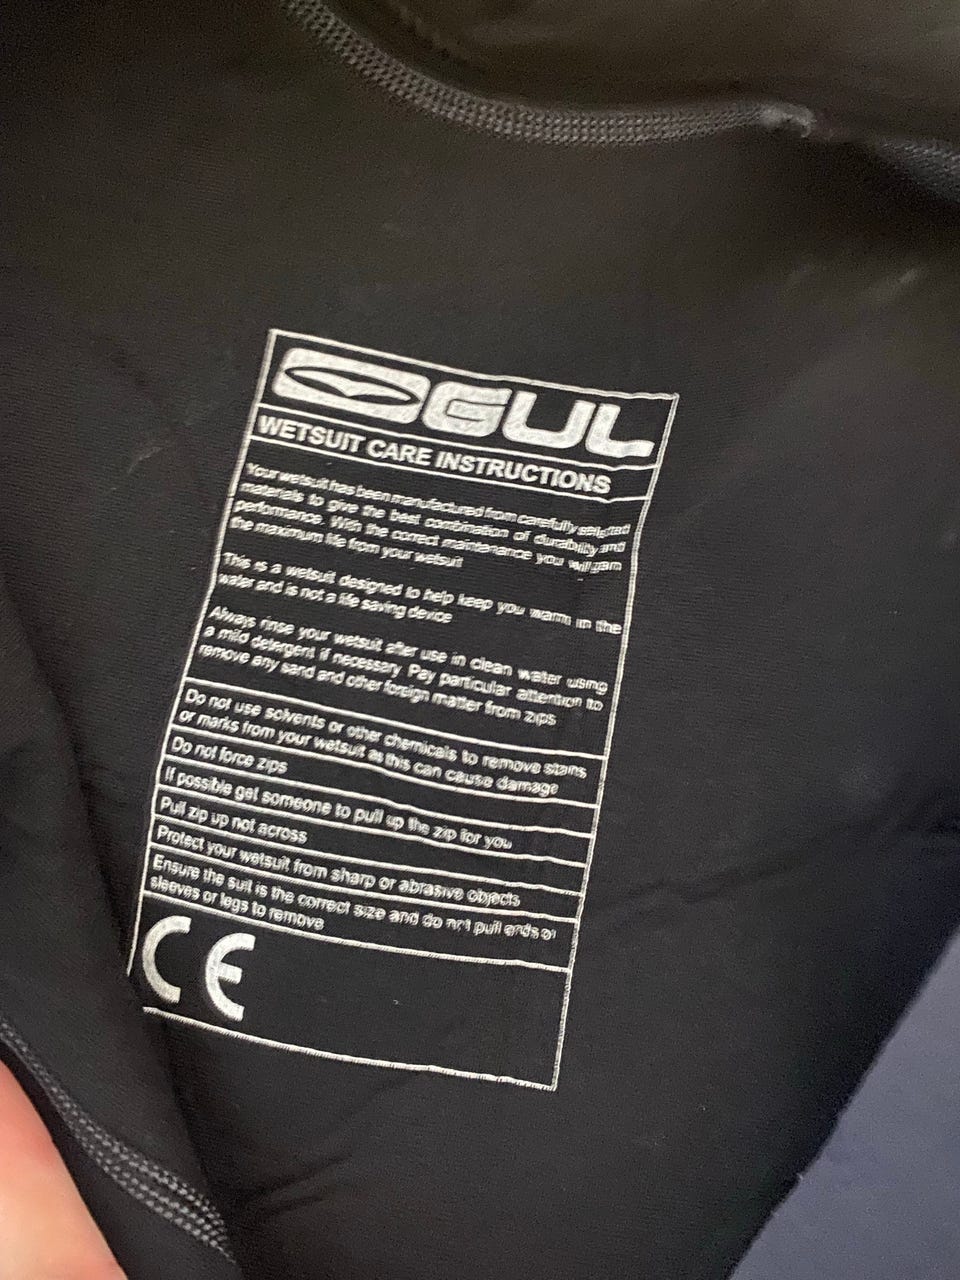 GUL
WETSUIT CARE INSTRUCTIONS
Your wetsuit has been manufactured from carefully selected
materials to give the best combination of durability and
performance. With the correct maintenance you will gain
the maximum life from your wetsuit
This is a wetsuit designed to help keep you warm in the
water and is not a life saving device
Always rinse your wetsuit after use in clean water using
a mild detergent if necessary. Pay particular attention to
remove any sand and other foreign matter from zips
Do not use solvents or other chemicals to remove stains
or marks from your wetsuit as this can cause damage
Do not force zips
If possible get someone to pull up the zip for you
Pull zip up not across
Protect your wetsuit from sharp or abrasive objects
Ensure the suit is the correct size and do not pull ends of
sleeves or legs to remove
CE